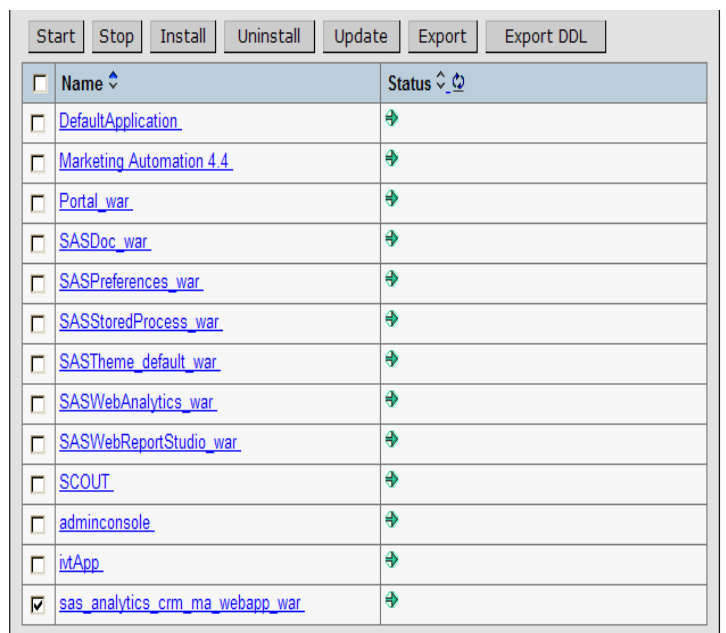 Start Stop Install Uninstall Update Export Export DDL
Name Status
DefaultApplication
Marketing Automation 4.4
Portal_war
SASDoc_war
SASPreferences_war
SASStoredProcess_war
SASTheme_default_war
SASWebAnalytics_war
SASWebReportStudio_war
SCOUT
adminconsole
ivtApp
sas_analytics_crm_ma_webapp_war